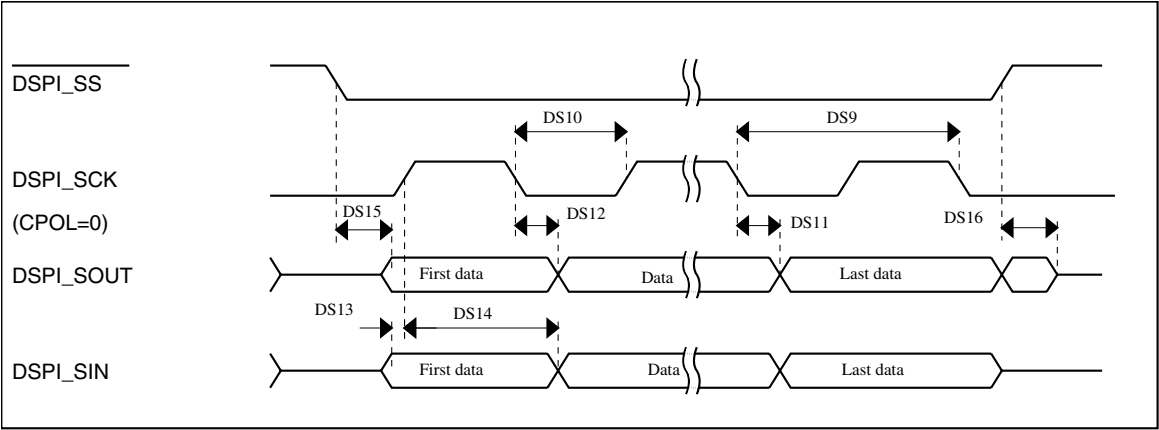 DSPI_SS
DS10
DS9
DSPI_SCK
(CPOL=0)
DS15
DS12
DS11
DS16
DSPI_SOUT
First data
Data
Last data
DS13
DS14
DSPI_SIN
First data
Data
Last data